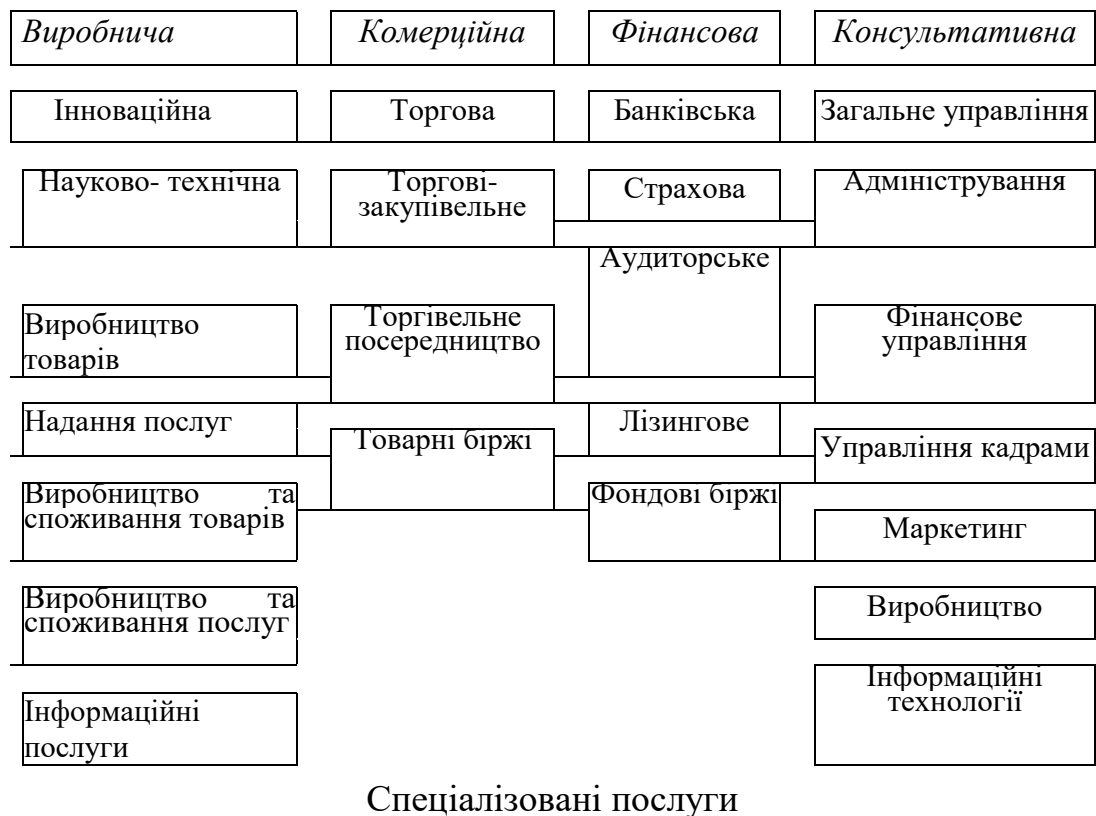 Виробнича
Комерційна
Фінансова
Консультативна
Інноваційна
Торгова
Банківська
Загальне управління
Науково- технічна
Торгові-
закупівельне
Страхова
Адміністрування
Аудиторське
Виробництво
товарів
Торгівельне
посередництво
Фінансове
управління
Надання послуг
Товарні біржі
Лізингове
Управління кадрами
Виробництво та
споживання товарів
Фондові біржі
Маркетинг
Виробництво та
споживання послуг
Виробництво
Інформаційні
послуги
Інформаційні
технології
Спеціалізовані послуги